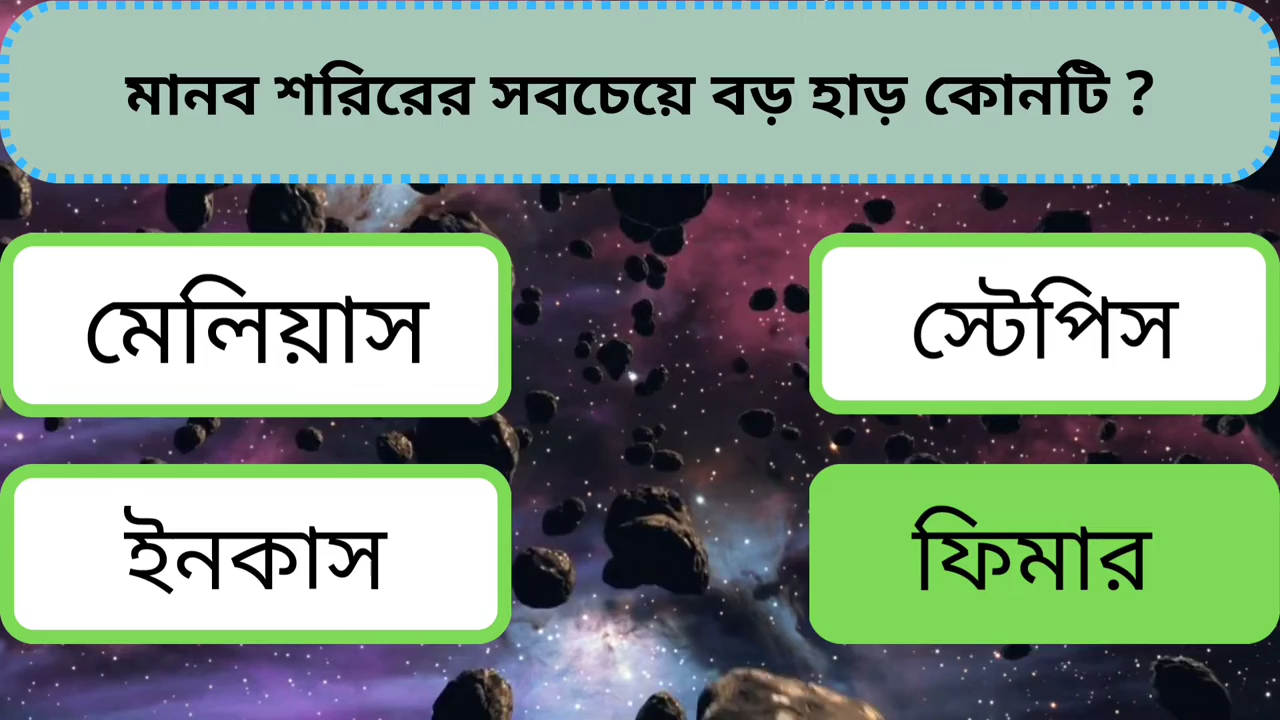 মানব শরিরের সবচেয়ে বড় হাড় কোনটি ?
মেলিয়াস
স্টেপিস
ইনকাস
ফিমার